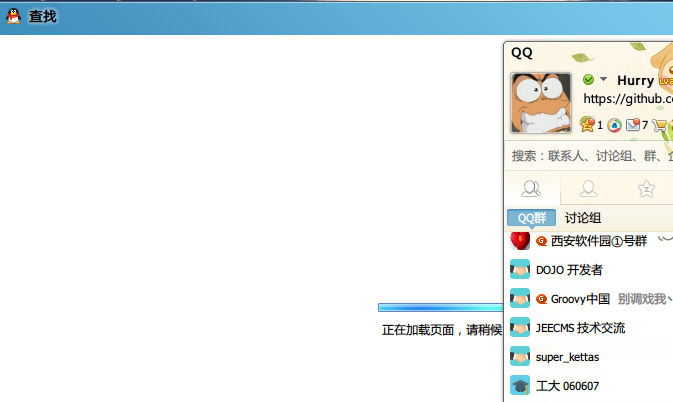 查找
QQ
Hurry
https://github.c
1
7
搜索：联系人、讨论组、群、企
QQ群
讨论组
西安软件园①号群
DOJO 开发者
Groovy中国 别调戏我丶
JEECMS 技术交流
super_kettas
工大 060607
正在加载页面，请稍候